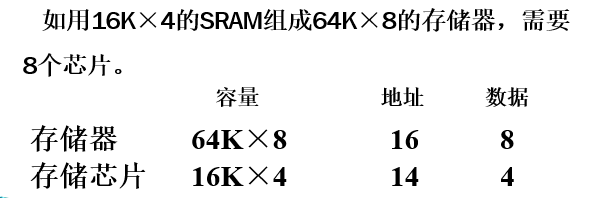 如用16K×4的SRAM组成64K×8的存储器，需要
8个芯片。
容量 地址 数据
存储器 64K×8 16 8
存储芯片 16K×4 14 4